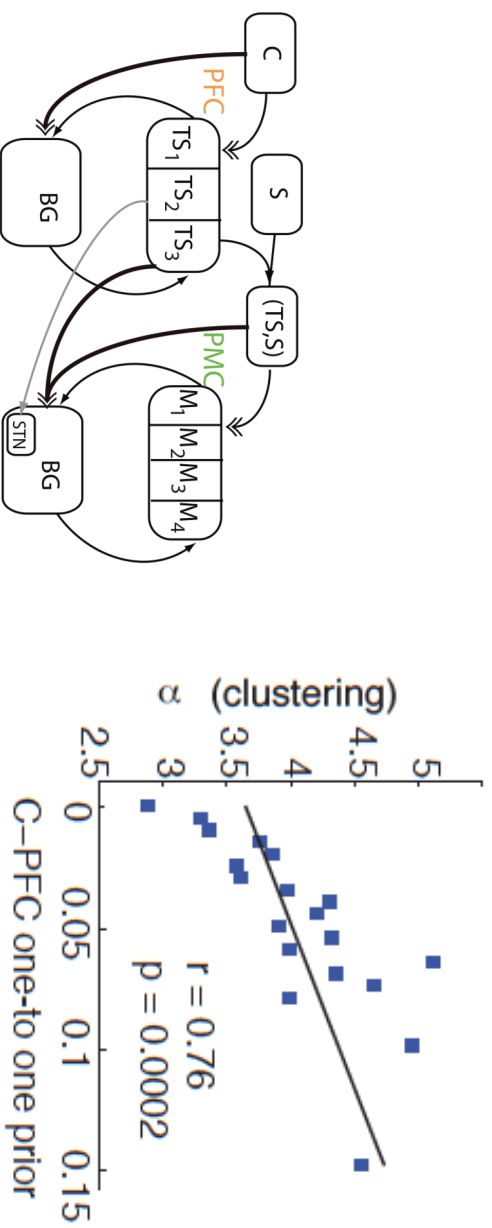 C
PFC
TS1 TS2 TS3
BG
S
(TS,S)
PMC
M1 M2 M3 M4
STN
BG
α (clustering)
5
4.5
4
3.5
3
2.5
r = 0.76
p = 0.0002
0 0.05 0.1 0.15
C–PFC one-to one prior